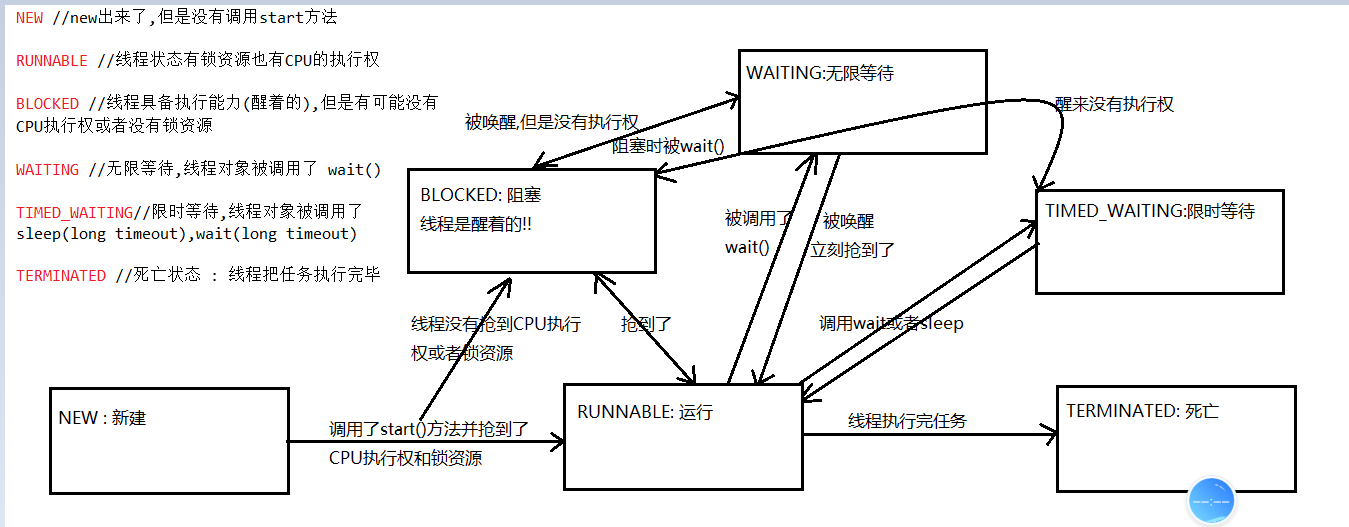 NEW //new出来了,但是没有调用start方法
RUNNABLE //线程状态有锁资源也有CPU的执行权
BLOCKED //线程具备执行能力(醒着的),但是有可能没有
CPU执行权或者没有锁资源
WAITING //无限等待,线程对象被调用了 wait()
TIMED_WAITING//限时等待,线程对象被调用了
sleep(long timeout),wait(long timeout)
TERMINATED //死亡状态 : 线程把任务执行完毕
WAITING:无限等待
被唤醒,但是没有执行权
阻塞时被wait()
醒来没有执行权
BLOCKED: 阻塞
线程是醒着的!!
TIMED_WAITING:限时等待
被调用了
wait()
被唤醒
立刻抢到了
线程没有抢到CPU执行
权或者锁资源
抢到了
调用wait或者sleep
NEW : 新建
调用了start()方法并抢到了
CPU执行权和锁资源
RUNNABLE: 运行
线程执行完任务
TERMINATED: 死亡